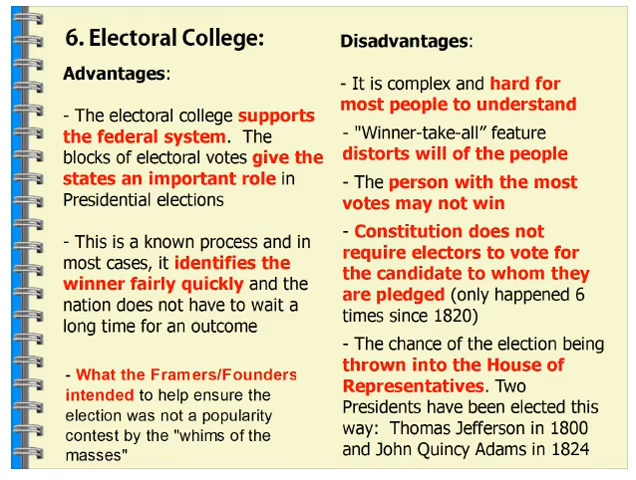 6. Electoral College:
Advantages:
- The electoral college supports
the federal system.  The
blocks of electoral votes give the
states an important role in
Presidential elections
- This is a known process and in
most cases, it identifies the
winner fairly quickly and the
nation does not have to wait a
long time for an outcome
- What the Framers/Founders
intended to help ensure the
election was not a popularity
contest by the "whims of the
masses"
Disadvantages:
- It is complex and hard for
most people to understand
- "Winner-take-all” feature
distorts will of the people
- The person with the most
votes may not win
- Constitution does not
require electors to vote for
the candidate to whom they
are pledged (only happened 6
times since 1820)
- The chance of the election being
thrown into the House of
Representatives. Two
Presidents have been elected this
way:  Thomas Jefferson in 1800
and John Quincy Adams in 1824